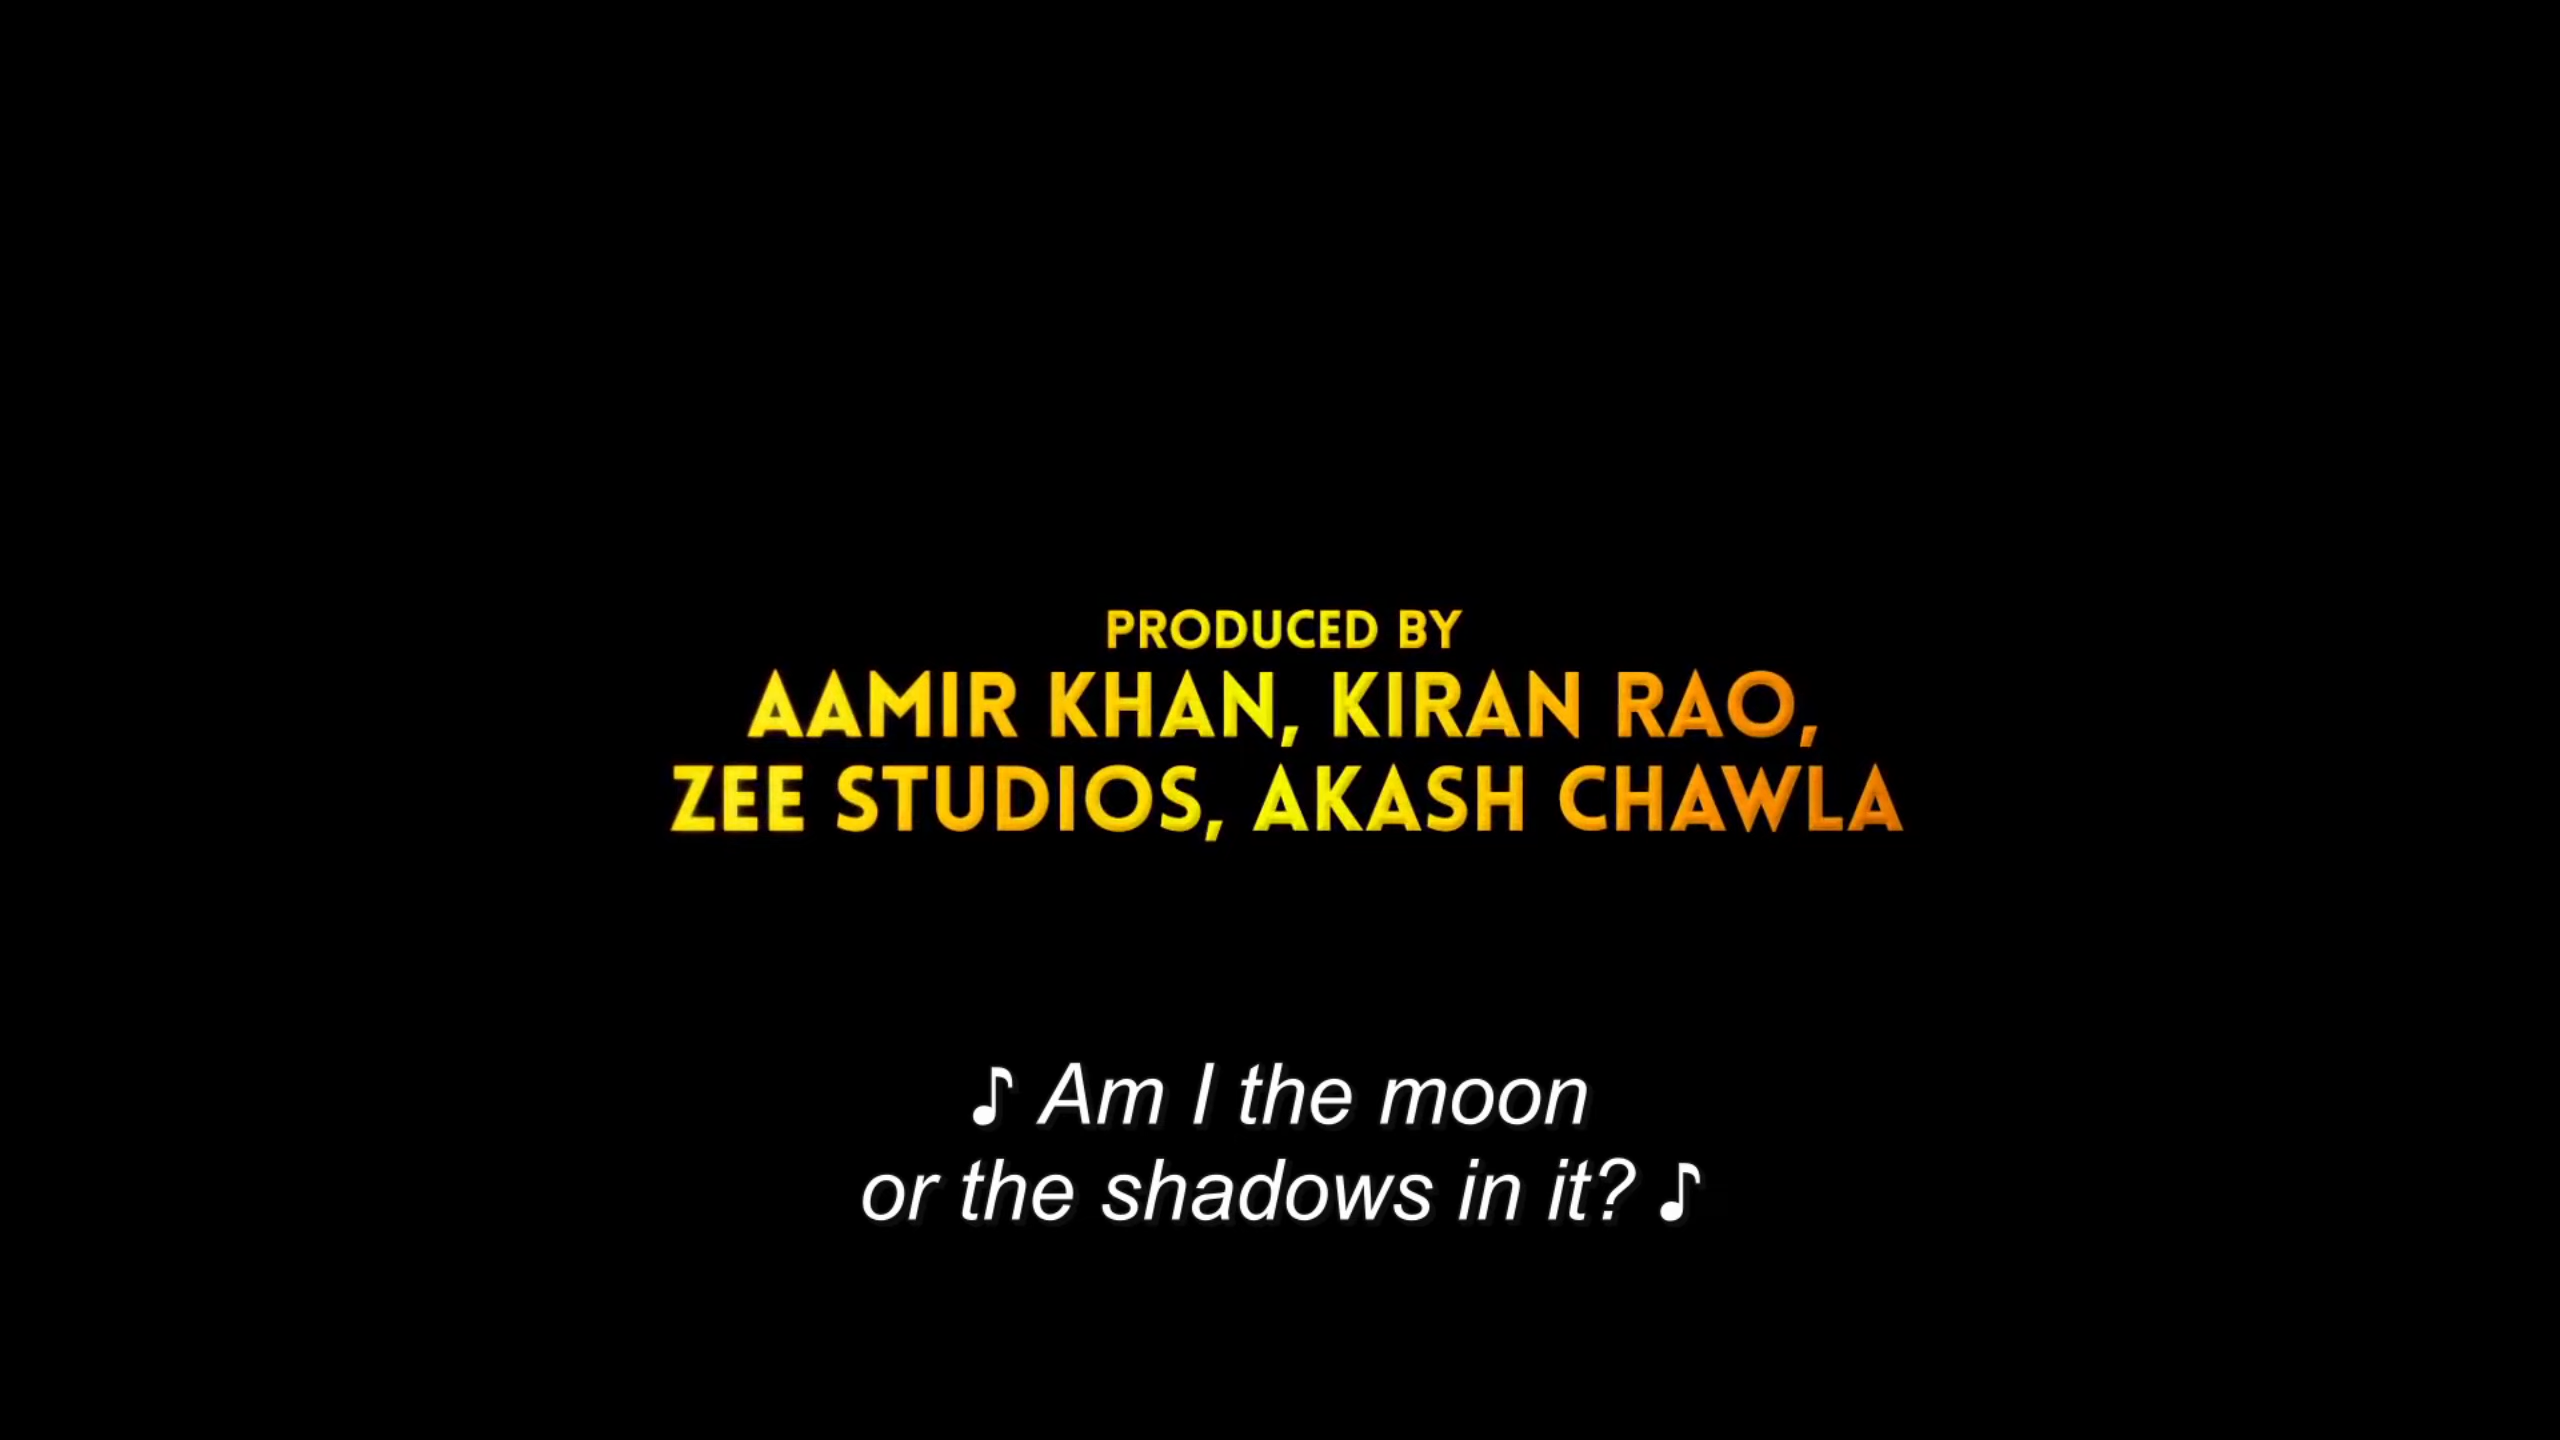 PRODUCED BY
AAMIR KHAN, KIRAN RAO,
ZEE STUDIOS, AKASH CHAWLA
♪ Am I the moon
or the shadows in it? ♪